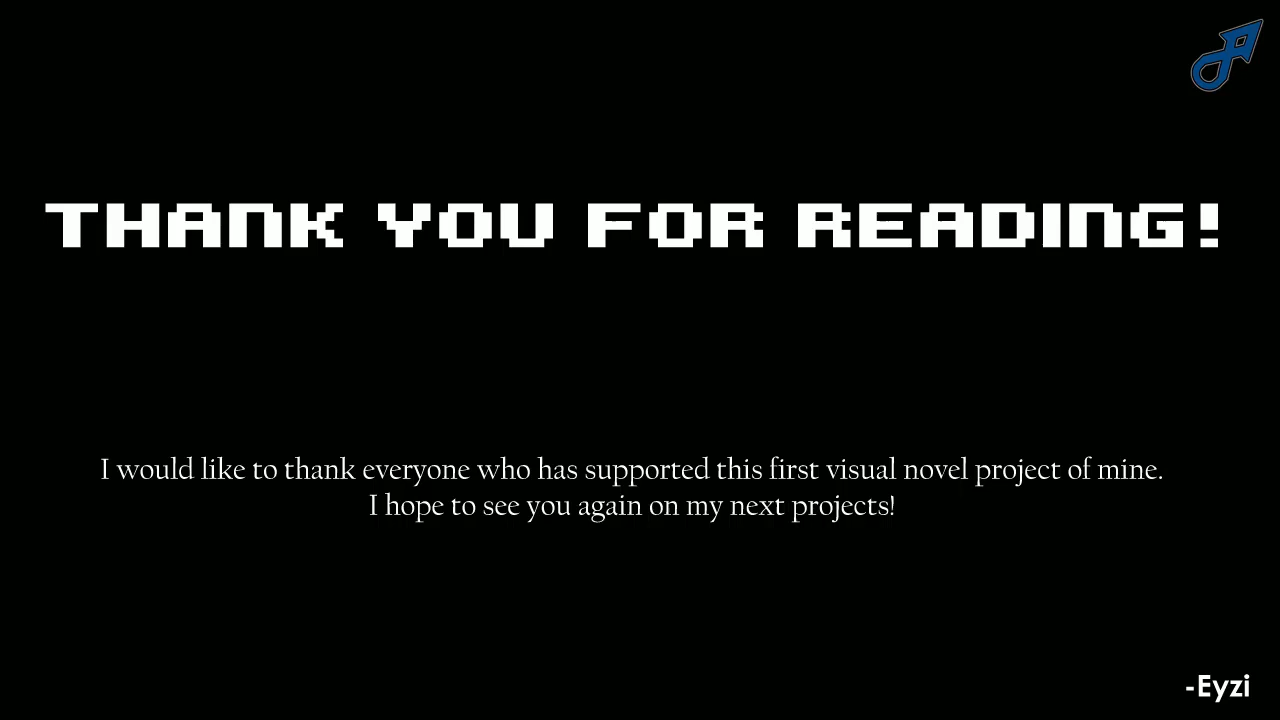 THANK YOU FOR READING!
I would like to thank everyone who has supported this first visual novel project of mine.
I hope to see you again on my next projects!
-Eyzi